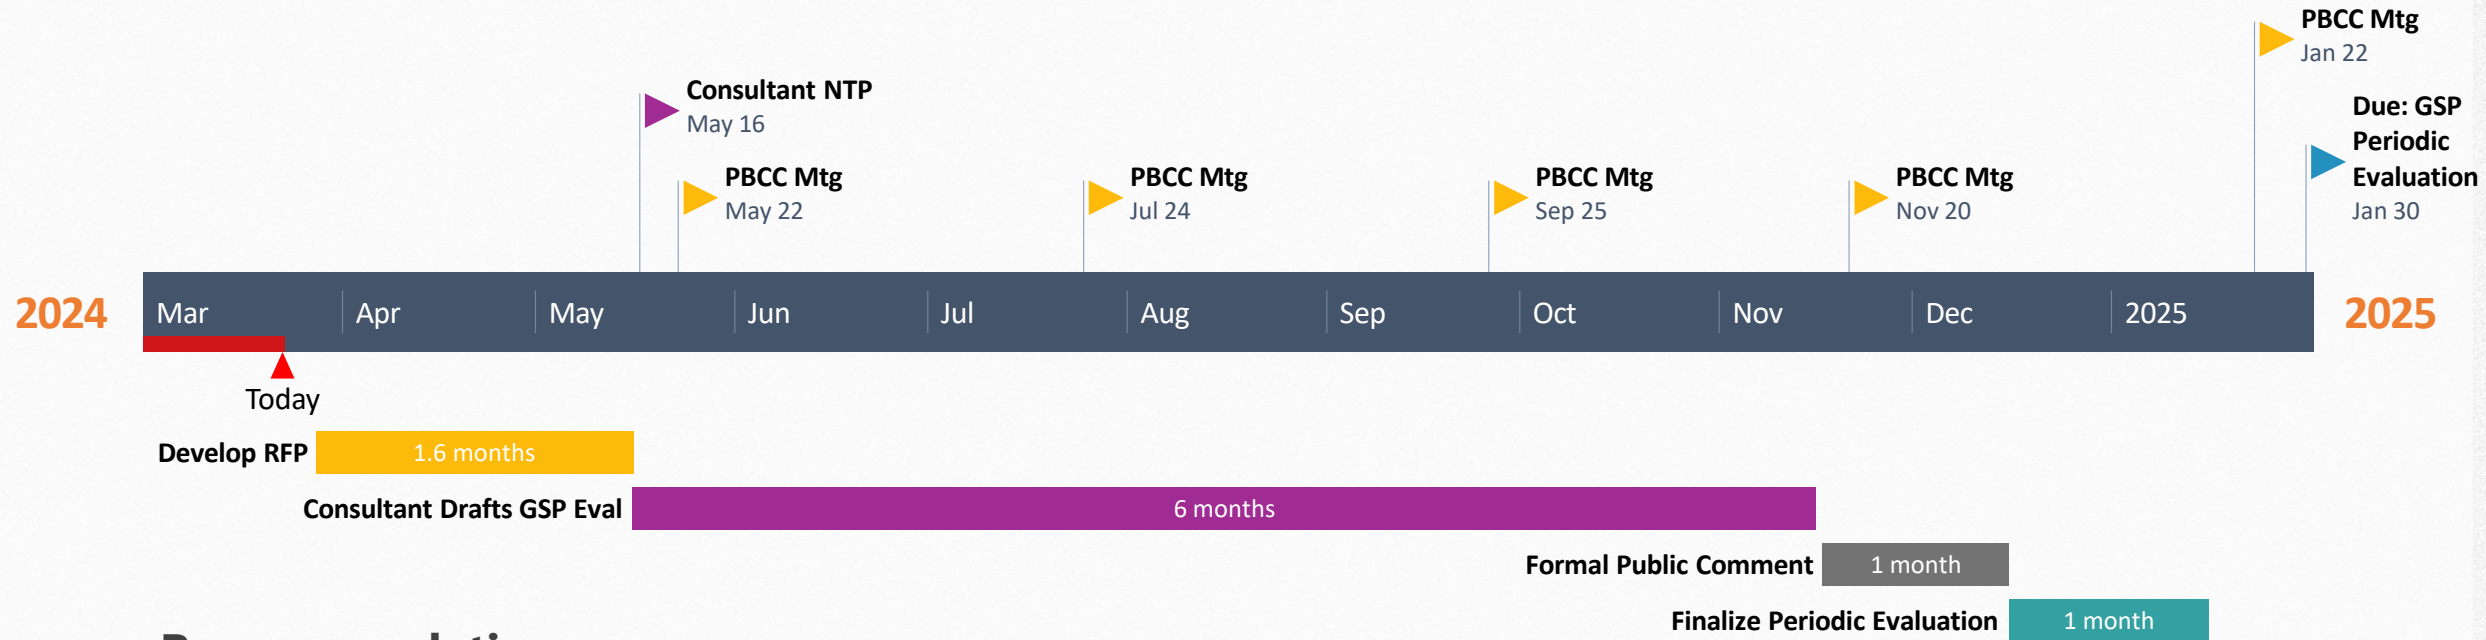 PBCC Mtg
Jan 22
Consultant NTP
May 16
Due: GSP
Periodic
Evaluation
Jan 30
PBCC Mtg
May 22
PBCC Mtg
Jul 24
PBCC Mtg
Sep 25
PBCC Mtg
Nov 20
2024
Mar
Apr
May
Jun
Jul
Aug
Sep
Oct
Nov
Dec
2025
2025
Today
Develop RFP
1.6 months
Consultant Drafts GSP Eval
6 months
Formal Public Comment
1 month
Finalize Periodic Evaluation
1 month